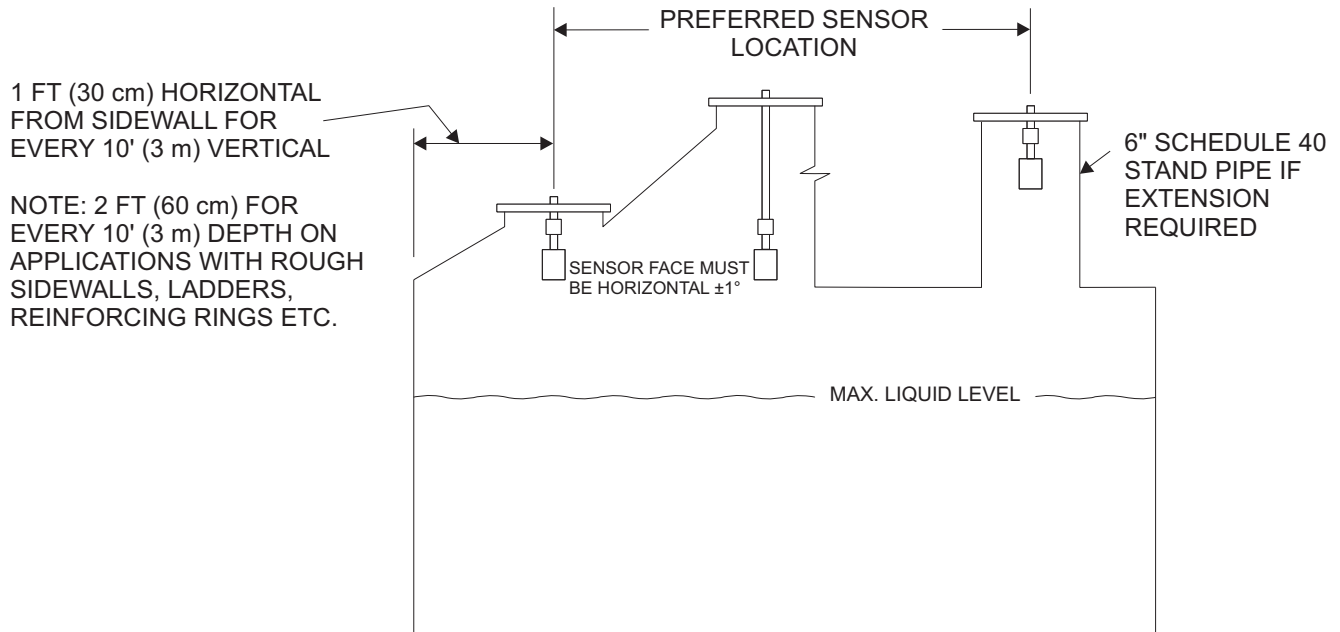 PREFERRED SENSOR
LOCATION
1 FT (30 cm) HORIZONTAL
FROM SIDEWALL FOR
EVERY 10' (3 m) VERTICAL
NOTE: 2 FT (60 cm) FOR
EVERY 10' (3 m) DEPTH ON
APPLICATIONS WITH ROUGH
SIDEWALLS, LADDERS,
REINFORCING RINGS ETC.
SENSOR FACE MUST
BE HORIZONTAL ±1°
6" SCHEDULE 40
STAND PIPE IF
EXTENSION
REQUIRED
MAX. LIQUID LEVEL